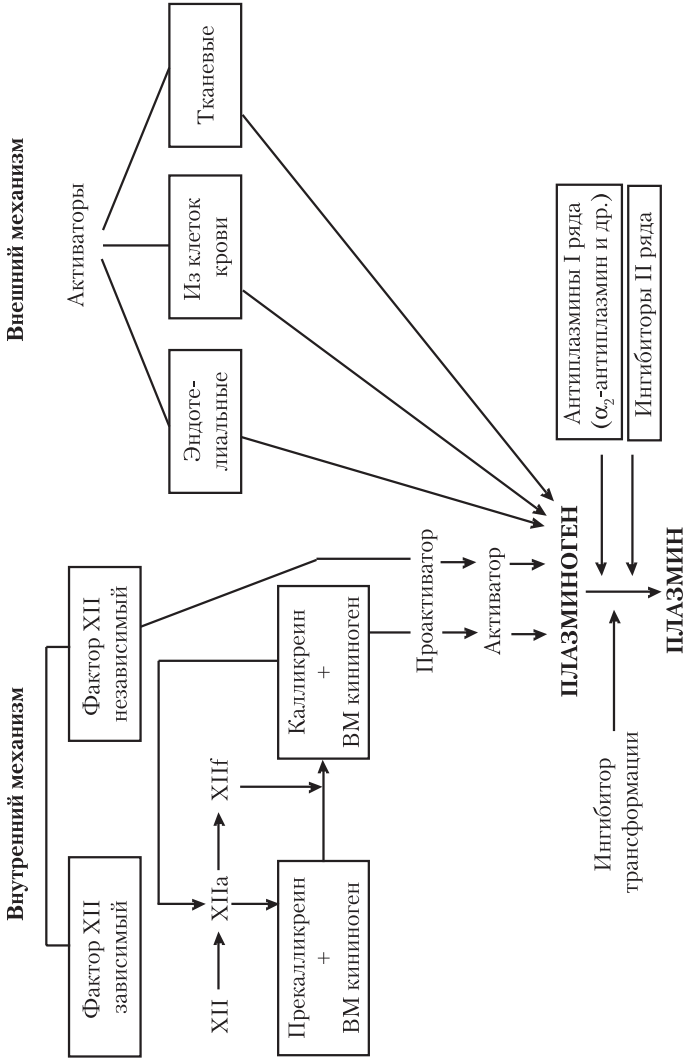 Внутренний механизм
Внешний механизм
Фактор XII
зависимый
Фактор XII
независимый
Активаторы
Эндоте-
лиальные
Из клеток
крови
Тканевые
XII
XIIa
XIIf
Прекалликреин
+
ВМ кининоген
Калликреин
+
ВМ кининоген
Проактиватор
Активатор
ПЛАЗМИНОГЕН
Антиплазмины I ряда
(α₂-антиплазмин и др.)
Ингибиторы II ряда
Ингибитор
трансформации
ПЛАЗМИН